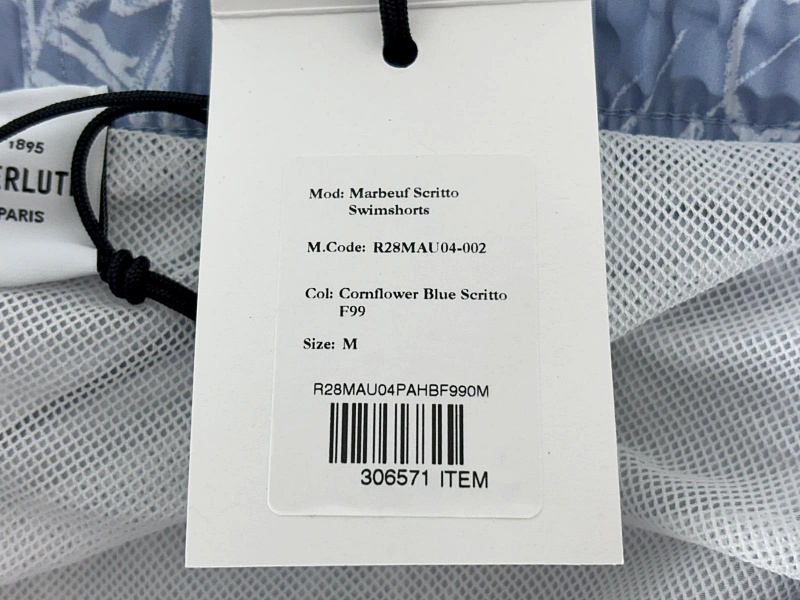 1895
ERLUT
PARIS
Mod: Marbeuf Scritto
Swimshorts
M.Code: R28MAU04-002
Col: Cornflower Blue Scritto
F99
Size: M
R28MAU04PAHBF990M
306571 ITEM